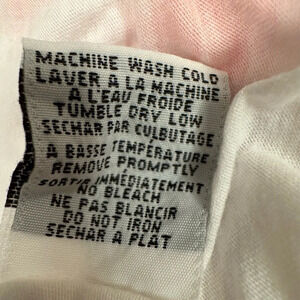 MACHINE WASH COLD
LAVER A LA MACHINE
A L'EAU FROIDE
TUMBLE DRY LOW
SECHAR PAR CULBUTAGE
A BASSE TEMPÉRATURE
REMOVE PROMPTLY
SORTIR IMMÉDIATEMENT
NO BLEACH
NE PAS BLANCIR
DO NOT IRON
SECHAR A PLAT